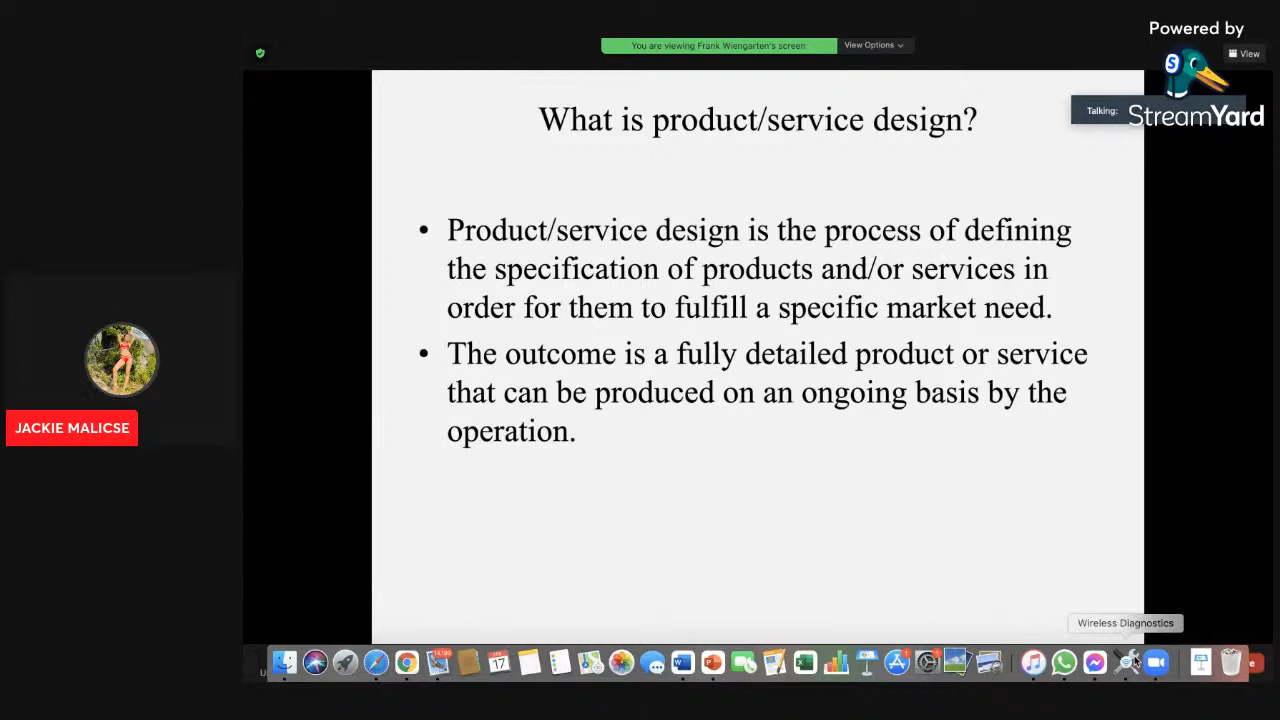 Powered by
StreamYard
You are viewing Frank Wiengarten's screen
View Options
View
Talking:
What is product/service design?
• Product/service design is the process of defining
the specification of products and/or services in
order for them to fulfill a specific market need.
• The outcome is a fully detailed product or service
that can be produced on an ongoing basis by the
operation.
JACKIE MALICSE
Wireless Diagnostics
17